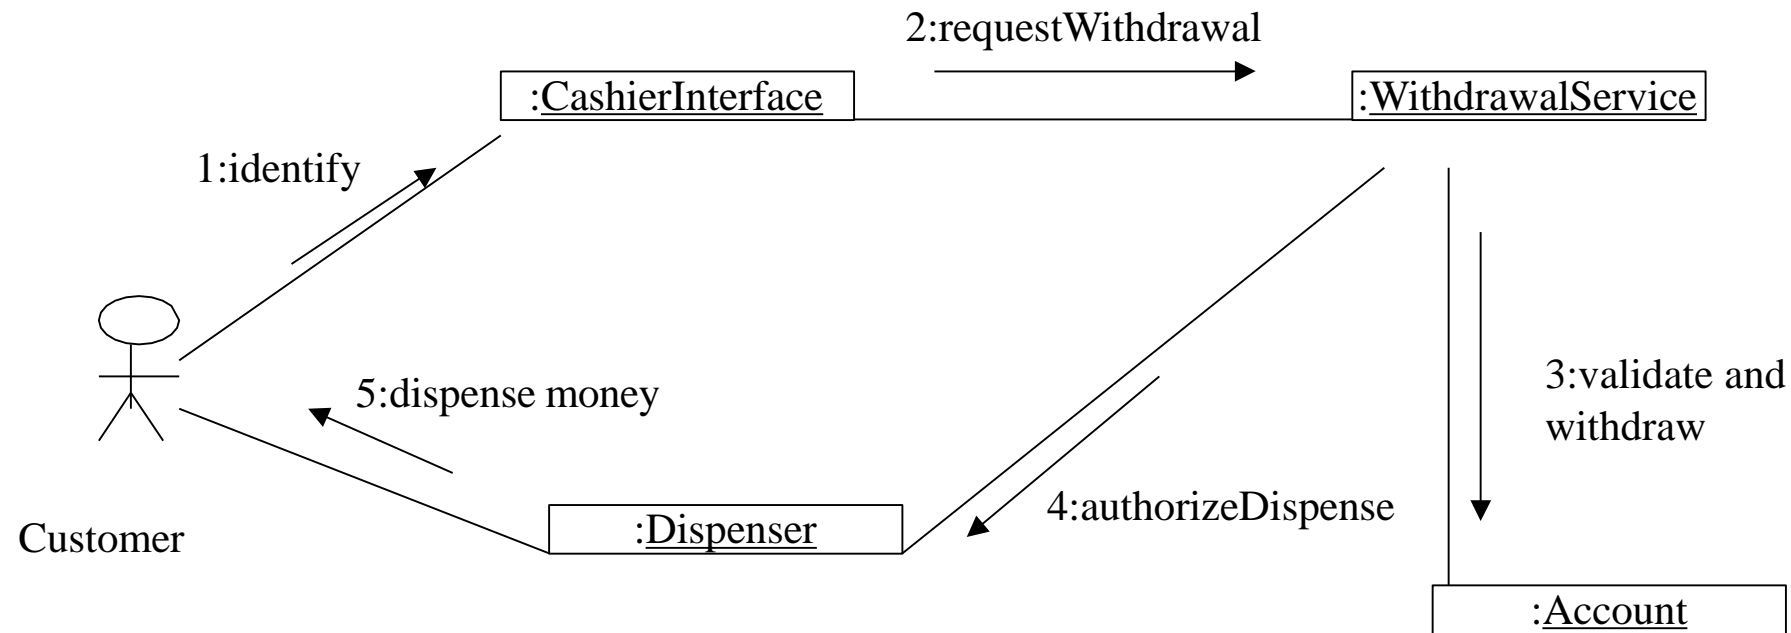 2:requestWithdrawal
:CashierInterface
:WithdrawalService
1:identify
5:dispense money
3:validate and
withdraw
4:authorizeDispense
Customer
:Dispenser
:Account